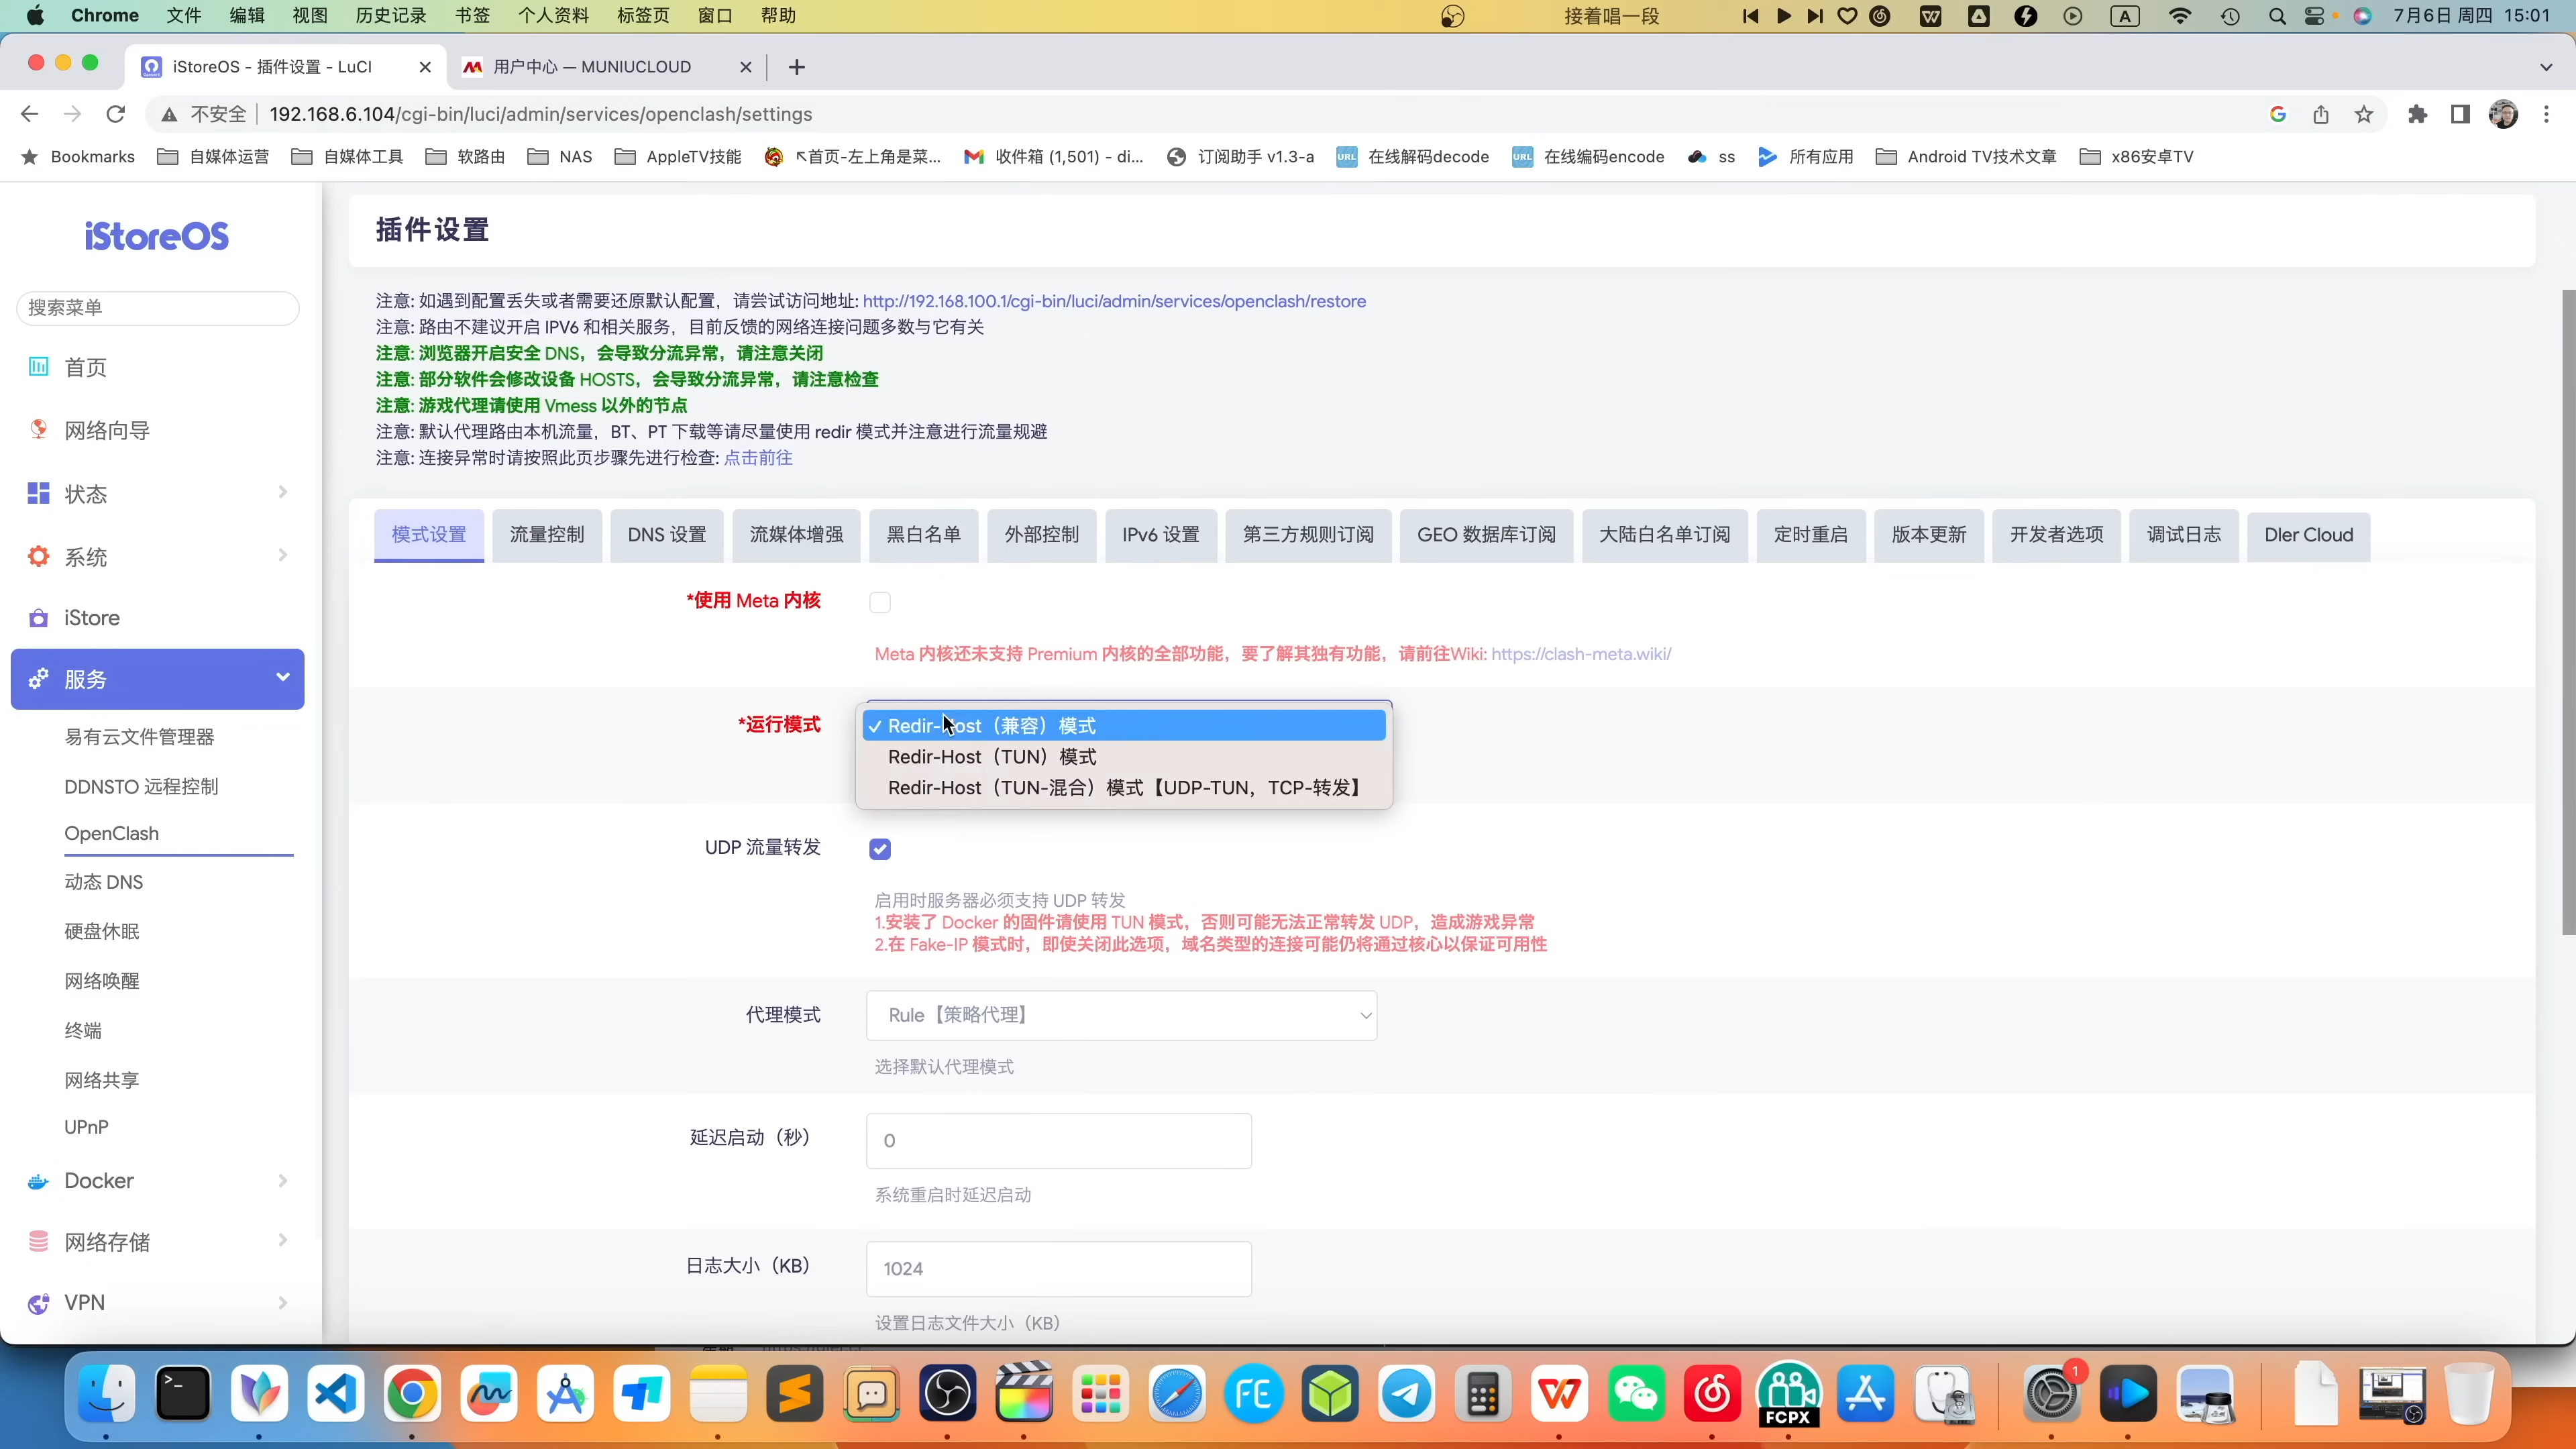 Chrome 文件 编辑 视图 历史记录 书签 个人资料 标签页 窗口 帮助 接着唱一段 A 7月6日 周四 15:01
iStoreOS - 插件设置 - LuCI 用户中心 — MUNIUCLOUD
不安全 192.168.6.104/cgi-bin/luci/admin/services/openclash/settings
Bookmarks 自媒体运营 自媒体工具 软路由 NAS AppleTV技能 ↸首页-左上角是菜... 收件箱 (1,501) - di... 订阅助手 v1.3-a URL 在线解码decode URL 在线编码encode ss 所有应用 Android TV技术文章 x86安卓TV
iStoreOS
搜索菜单
首页
网络向导
状态
系统
iStore
服务
易有云文件管理器
DDNSTO 远程控制
OpenClash
动态 DNS
硬盘休眠
网络唤醒
终端
网络共享
UPnP
Docker
网络存储
VPN
插件设置
注意: 如遇到配置丢失或者需要还原默认配置，请尝试访问地址: http://192.168.100.1/cgi-bin/luci/admin/services/openclash/restore
注意: 路由不建议开启 IPV6 和相关服务，目前反馈的网络连接问题多数与它有关
注意: 浏览器开启安全 DNS，会导致分流异常，请注意关闭
注意: 部分软件会修改设备 HOSTS，会导致分流异常，请注意检查
注意: 游戏代理请使用 Vmess 以外的节点
注意: 默认代理路由本机流量，BT、PT 下载等请尽量使用 redir 模式并注意进行流量规避
注意: 连接异常时请按照此页步骤先进行检查: 点击前往
模式设置 流量控制 DNS 设置 流媒体增强 黑白名单 外部控制 IPv6 设置 第三方规则订阅 GEO 数据库订阅 大陆白名单订阅 定时重启 版本更新 开发者选项 调试日志 Dler Cloud
*使用 Meta 内核
Meta 内核还未支持 Premium 内核的全部功能，要了解其独有功能，请前往Wiki: https://clash-meta.wiki/
*运行模式
✓ Redir-Host（兼容）模式
Redir-Host（TUN）模式
Redir-Host（TUN-混合）模式【UDP-TUN，TCP-转发】
UDP 流量转发
启用时服务器必须支持 UDP 转发
1.安装了 Docker 的固件请使用 TUN 模式，否则可能无法正常转发 UDP，造成游戏异常
2.在 Fake-IP 模式时，即使关闭此选项，域名类型的连接可能仍将通过核心以保证可用性
代理模式 Rule【策略代理】
选择默认代理模式
延迟启动（秒） 0
系统重启时延迟启动
日志大小（KB） 1024
设置日志文件大小（KB）
FE FCPX 1